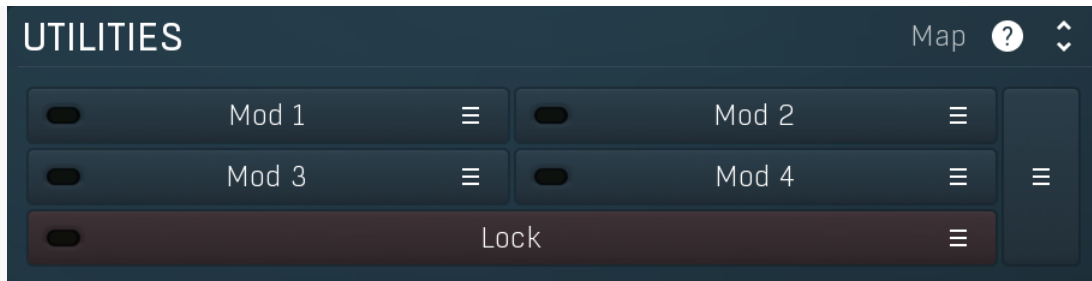 UTILITIES Map ?
Mod 1 Mod 2
Mod 3 Mod 4
Lock